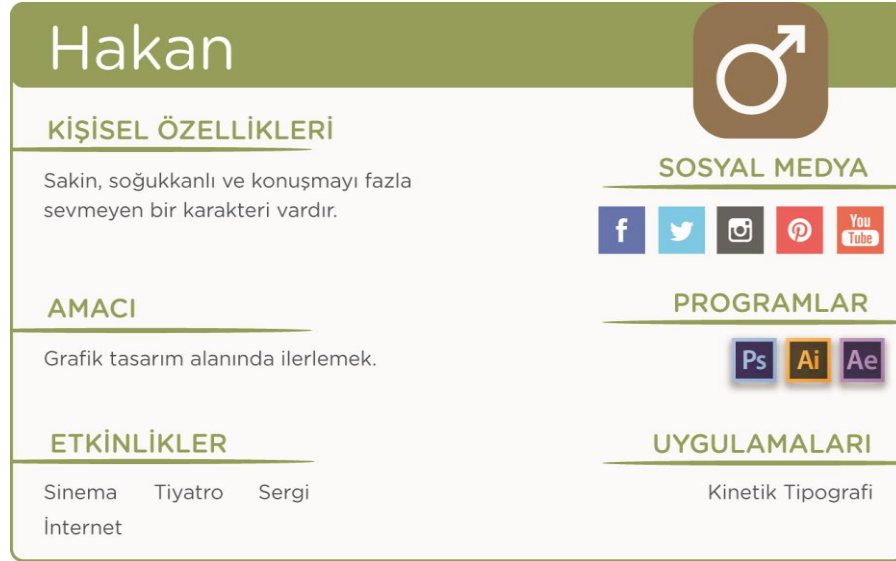 Hakan
KİŞİSEL ÖZELLİKLERİ
Sakin, soğukkanlı ve konuşmayı fazla
sevmeyen bir karakteri vardır.
AMACI
Grafik tasarım alanında ilerlemek.
ETKİNLİKLER
Sinema Tiyatro Sergi
İnternet
SOSYAL MEDYA
f
You
Tube
PROGRAMLAR
Ps Ai Ae
UYGULAMALARI
Kinetik Tipografi